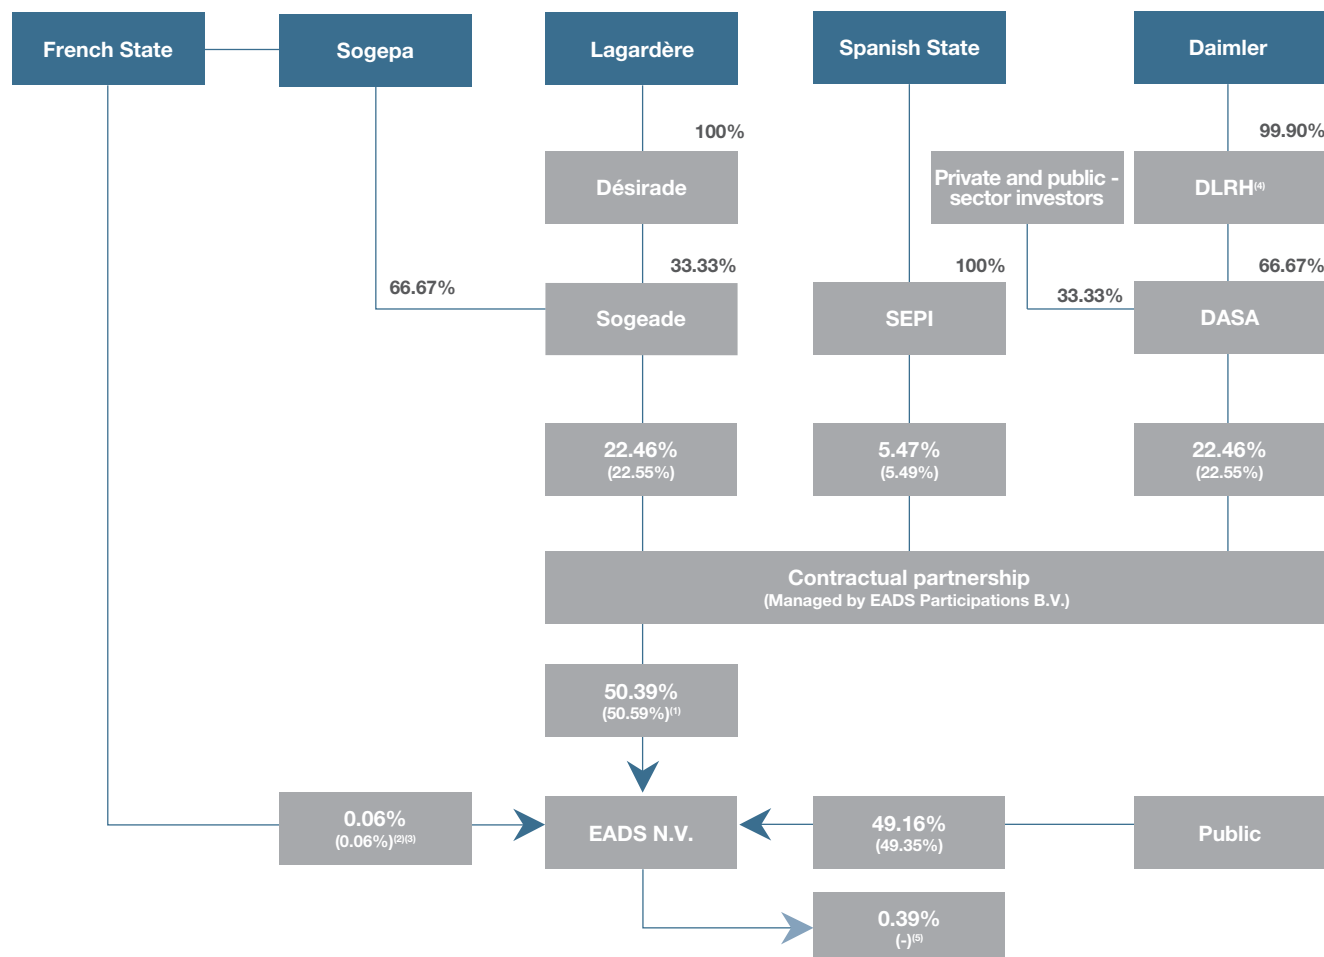 French State
Sogepa
Lagardère
Spanish State
Daimler
100%
99.90%
Désirade
Private and public -
sector investors
DLRH(4)
66.67%
33.33%
100%
33.33%
66.67%
Sogeade
SEPI
DASA
22.46%
(22.55%)
5.47%
(5.49%)
22.46%
(22.55%)
Contractual partnership
(Managed by EADS Participations B.V.)
50.39%
(50.59%)(1)
0.06%
(0.06%)(2)(3)
EADS N.V.
49.16%
(49.35%)
Public
0.39%
(-)(5)